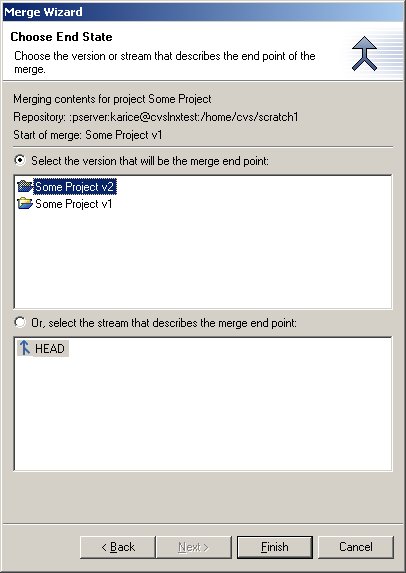 Merge Wizard
Choose End State
Choose the version or stream that describes the end point of the
merge.
Merging contents for project Some Project
Repository: :pserver:karice@cvslnxtest:/home/cvs/scratch1
Start of merge: Some Project v1
Select the version that will be the merge end point:
Some Project v2
Some Project v1
Or, select the stream that describes the merge end point:
HEAD
< Back
Next >
Finish
Cancel